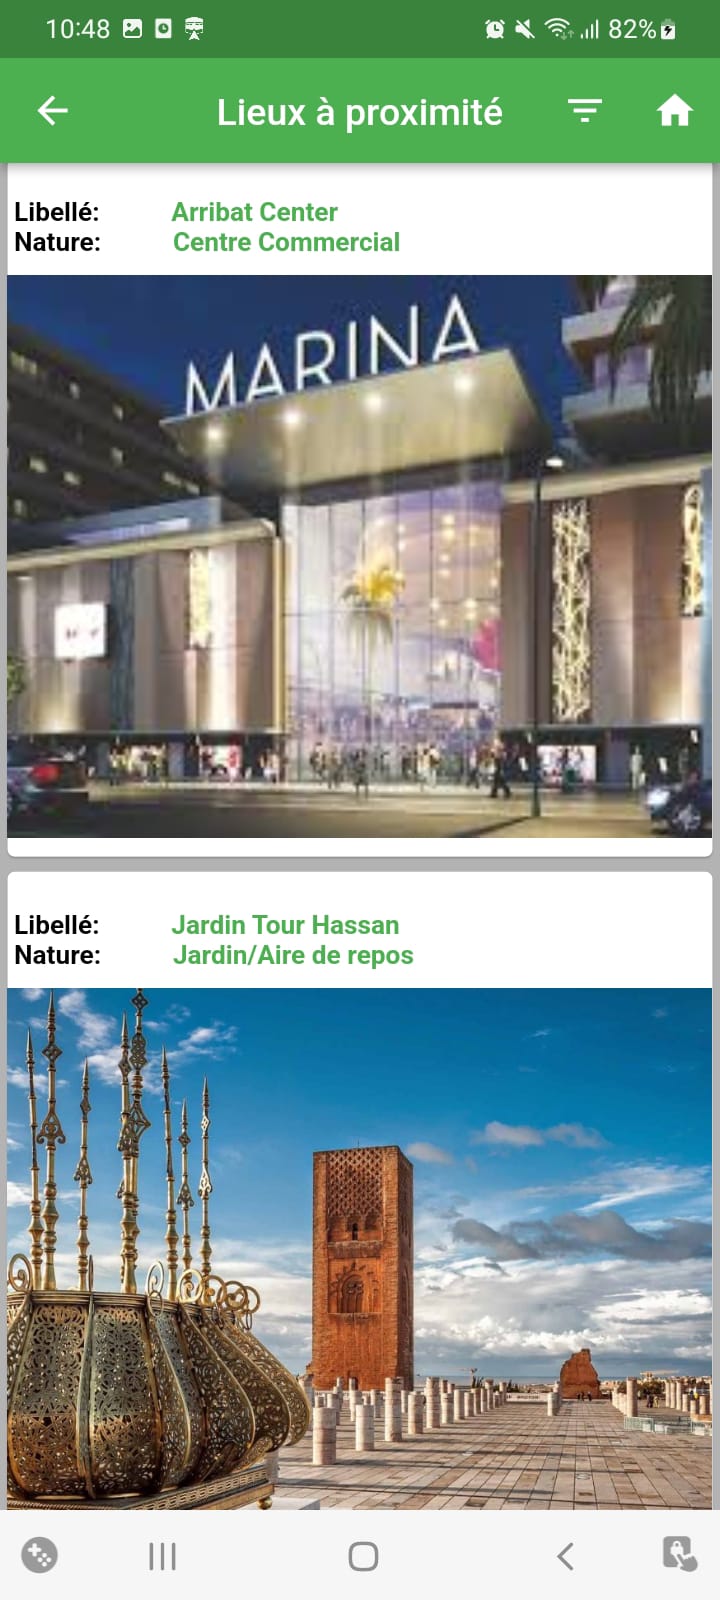 10:48 82%
Lieux à proximité
Libellé: Arribat Center
Nature: Centre Commercial
MARINA
Libellé: Jardin Tour Hassan
Nature: Jardin/Aire de repos